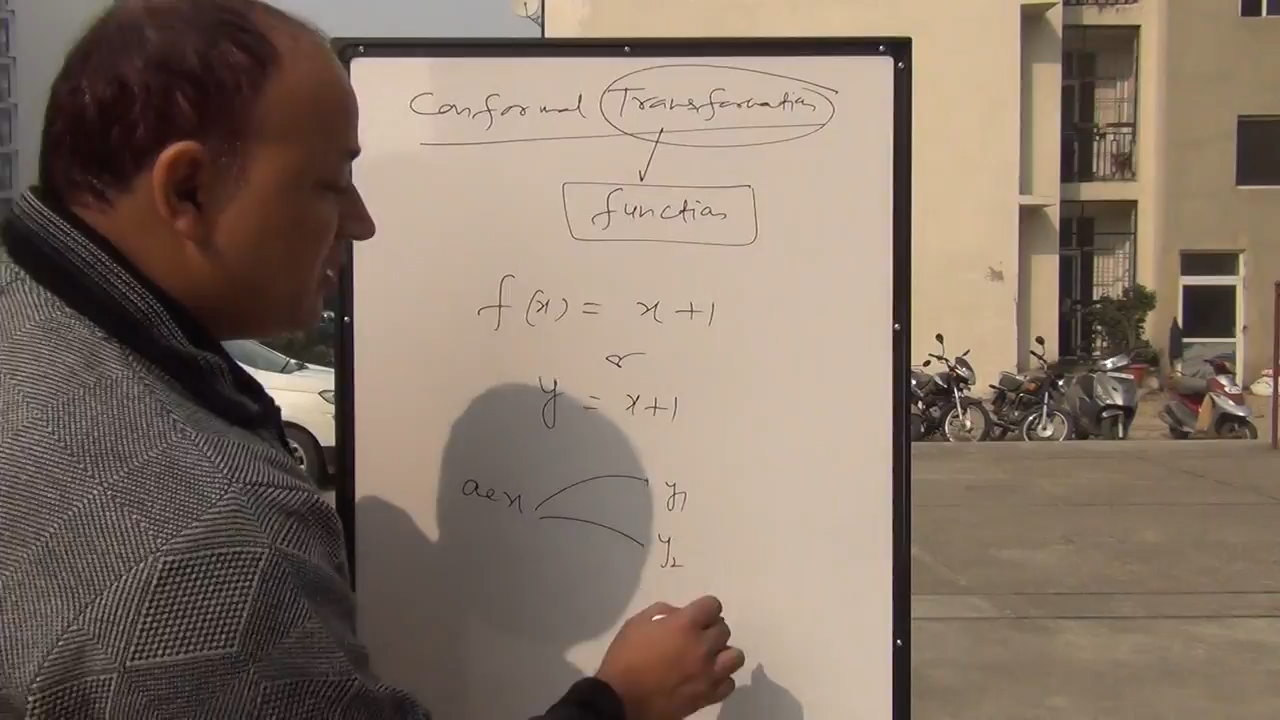 Conformal Transformation
function
f(x) = x+1
or
y = x+1
y1
y2